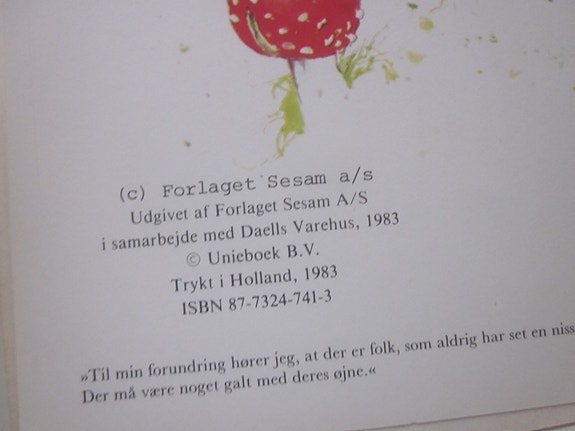 (c) Forlaget Sesam a/s
Udgivet af Forlaget Sesam A/S
i samarbejde med Daells Varehus, 1983
© Unieboek B.V.
Trykt i Holland, 1983
ISBN 87-7324-741-3
»Til min forundring hører jeg, at der er folk, som aldrig har set en niss
Der må være noget galt med deres øjne.«